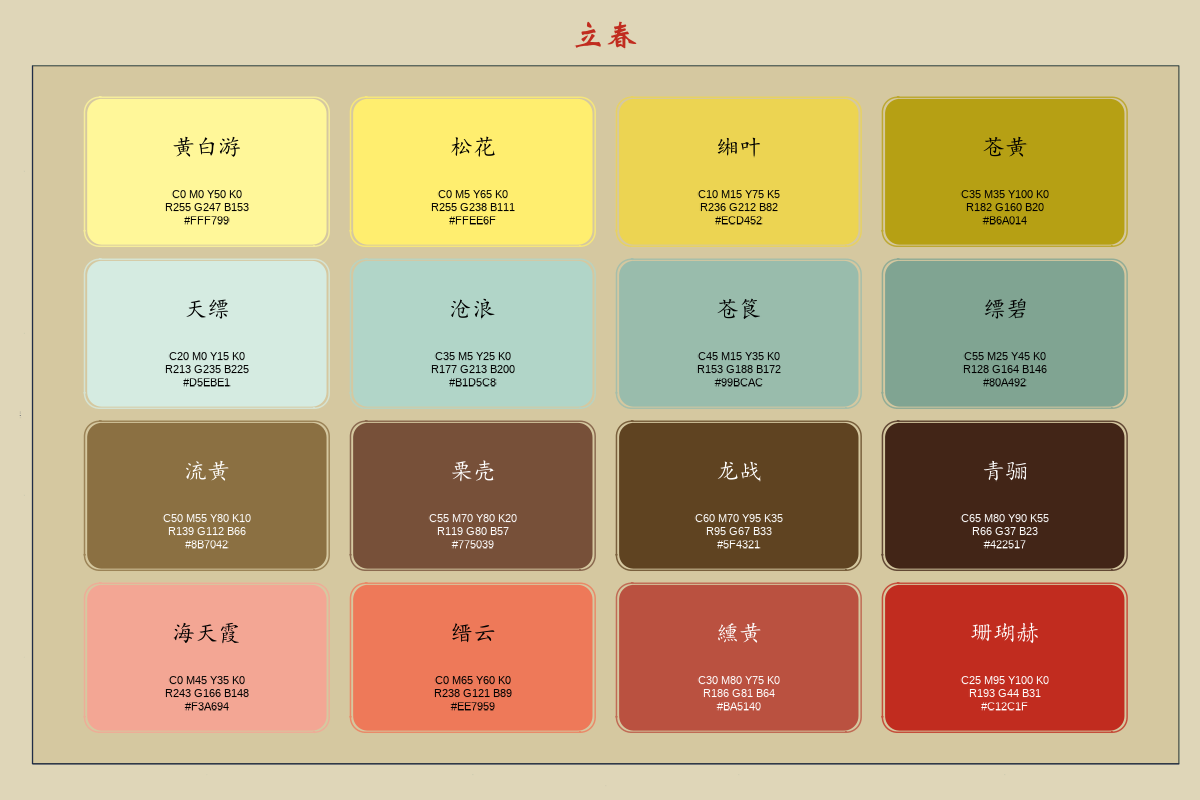 立春
黄白游
C0 M0 Y50 K0
R255 G247 B153
#FFF799
松花
C0 M5 Y65 K0
R255 G238 B111
#FFEE6F
缃叶
C10 M15 Y75 K5
R236 G212 B82
#ECD452
苍黄
C35 M35 Y100 K0
R182 G160 B20
#B6A014
天缥
C20 M0 Y15 K0
R213 G235 B225
#D5EBE1
沧浪
C35 M5 Y25 K0
R177 G213 B200
#B1D5C8
苍筤
C45 M15 Y35 K0
R153 G188 B172
#99BCAC
缥碧
C55 M25 Y45 K0
R128 G164 B146
#80A492
流黄
C50 M55 Y80 K10
R139 G112 B66
#8B7042
栗壳
C55 M70 Y80 K20
R119 G80 B57
#775039
龙战
C60 M70 Y95 K35
R95 G67 B33
#5F4321
青骊
C65 M80 Y90 K55
R66 G37 B23
#422517
海天霞
C0 M45 Y35 K0
R243 G166 B148
#F3A694
缙云
C0 M65 Y60 K0
R238 G121 B89
#EE7959
纁黄
C30 M80 Y75 K0
R186 G81 B64
#BA5140
珊瑚赫
C25 M95 Y100 K0
R193 G44 B31
#C12C1F